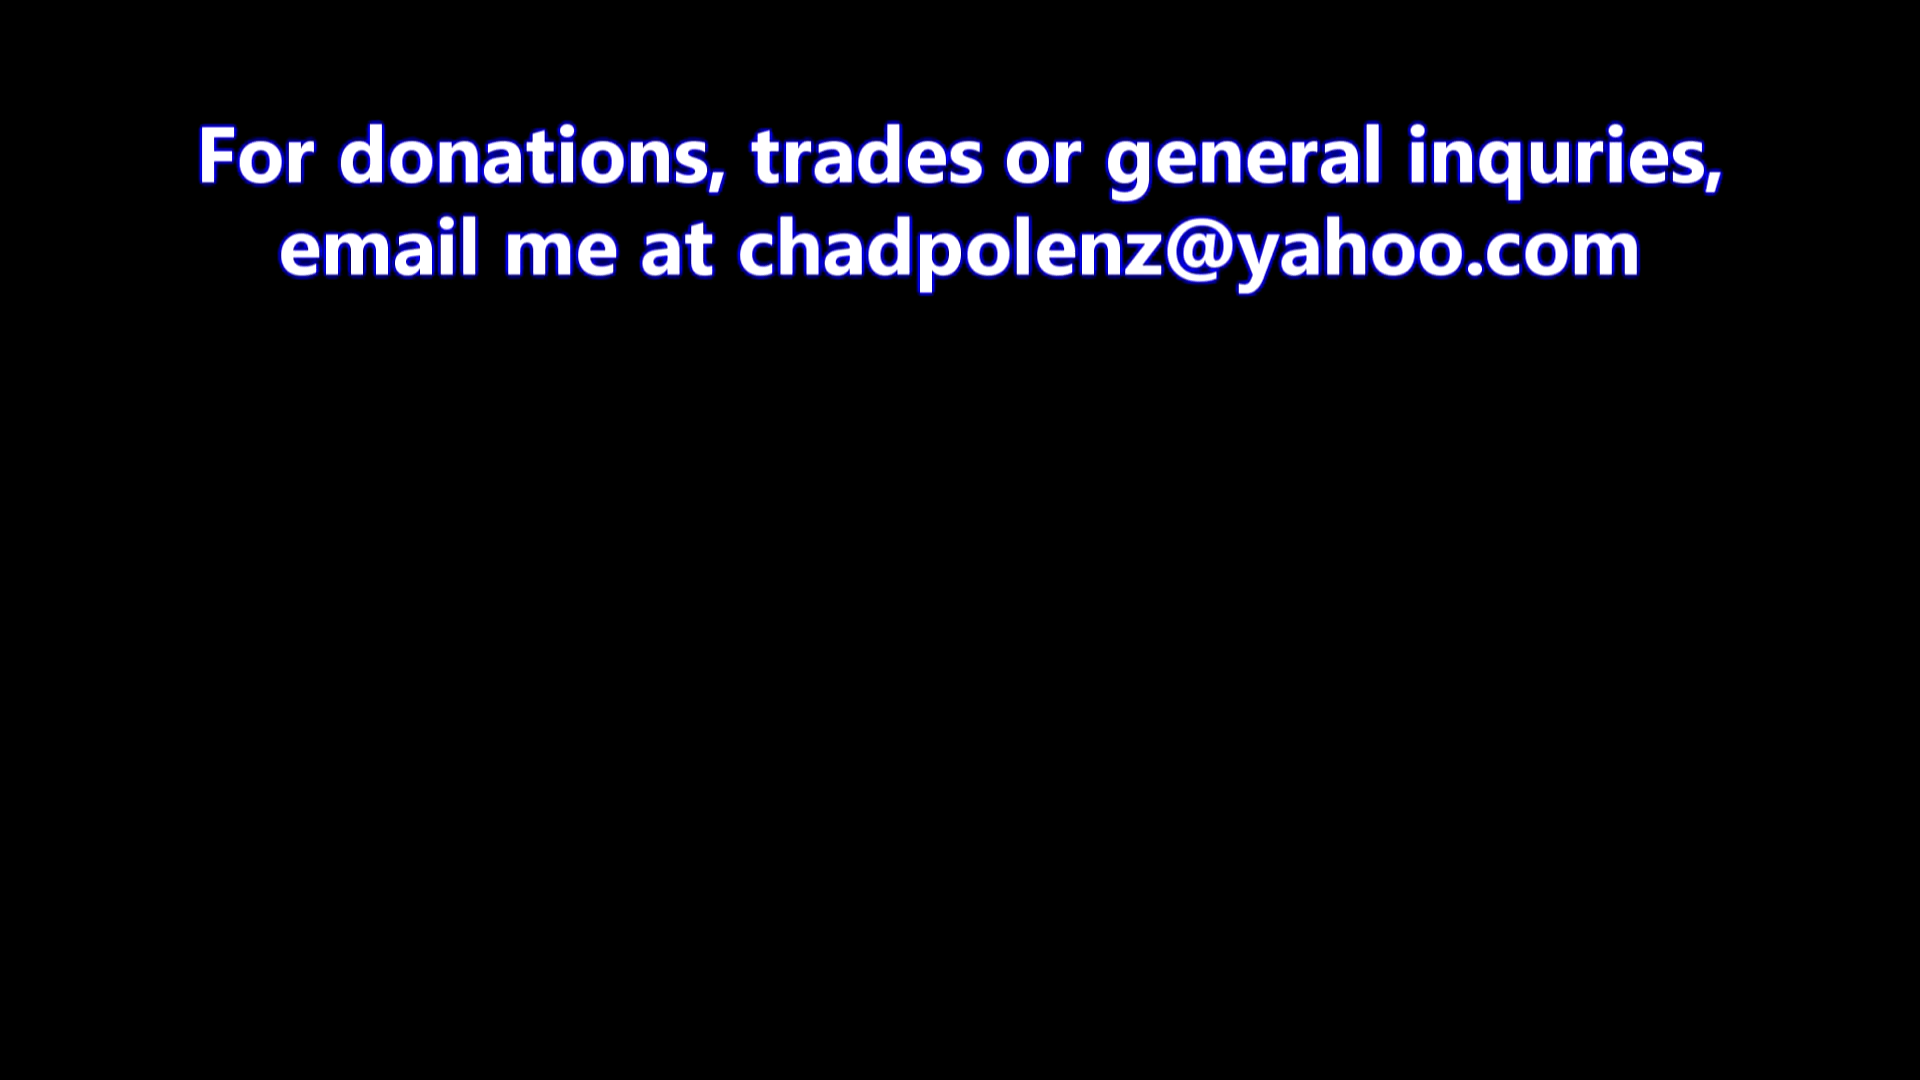 For donations, trades or general inquries,
email me at chadpolenz@yahoo.com